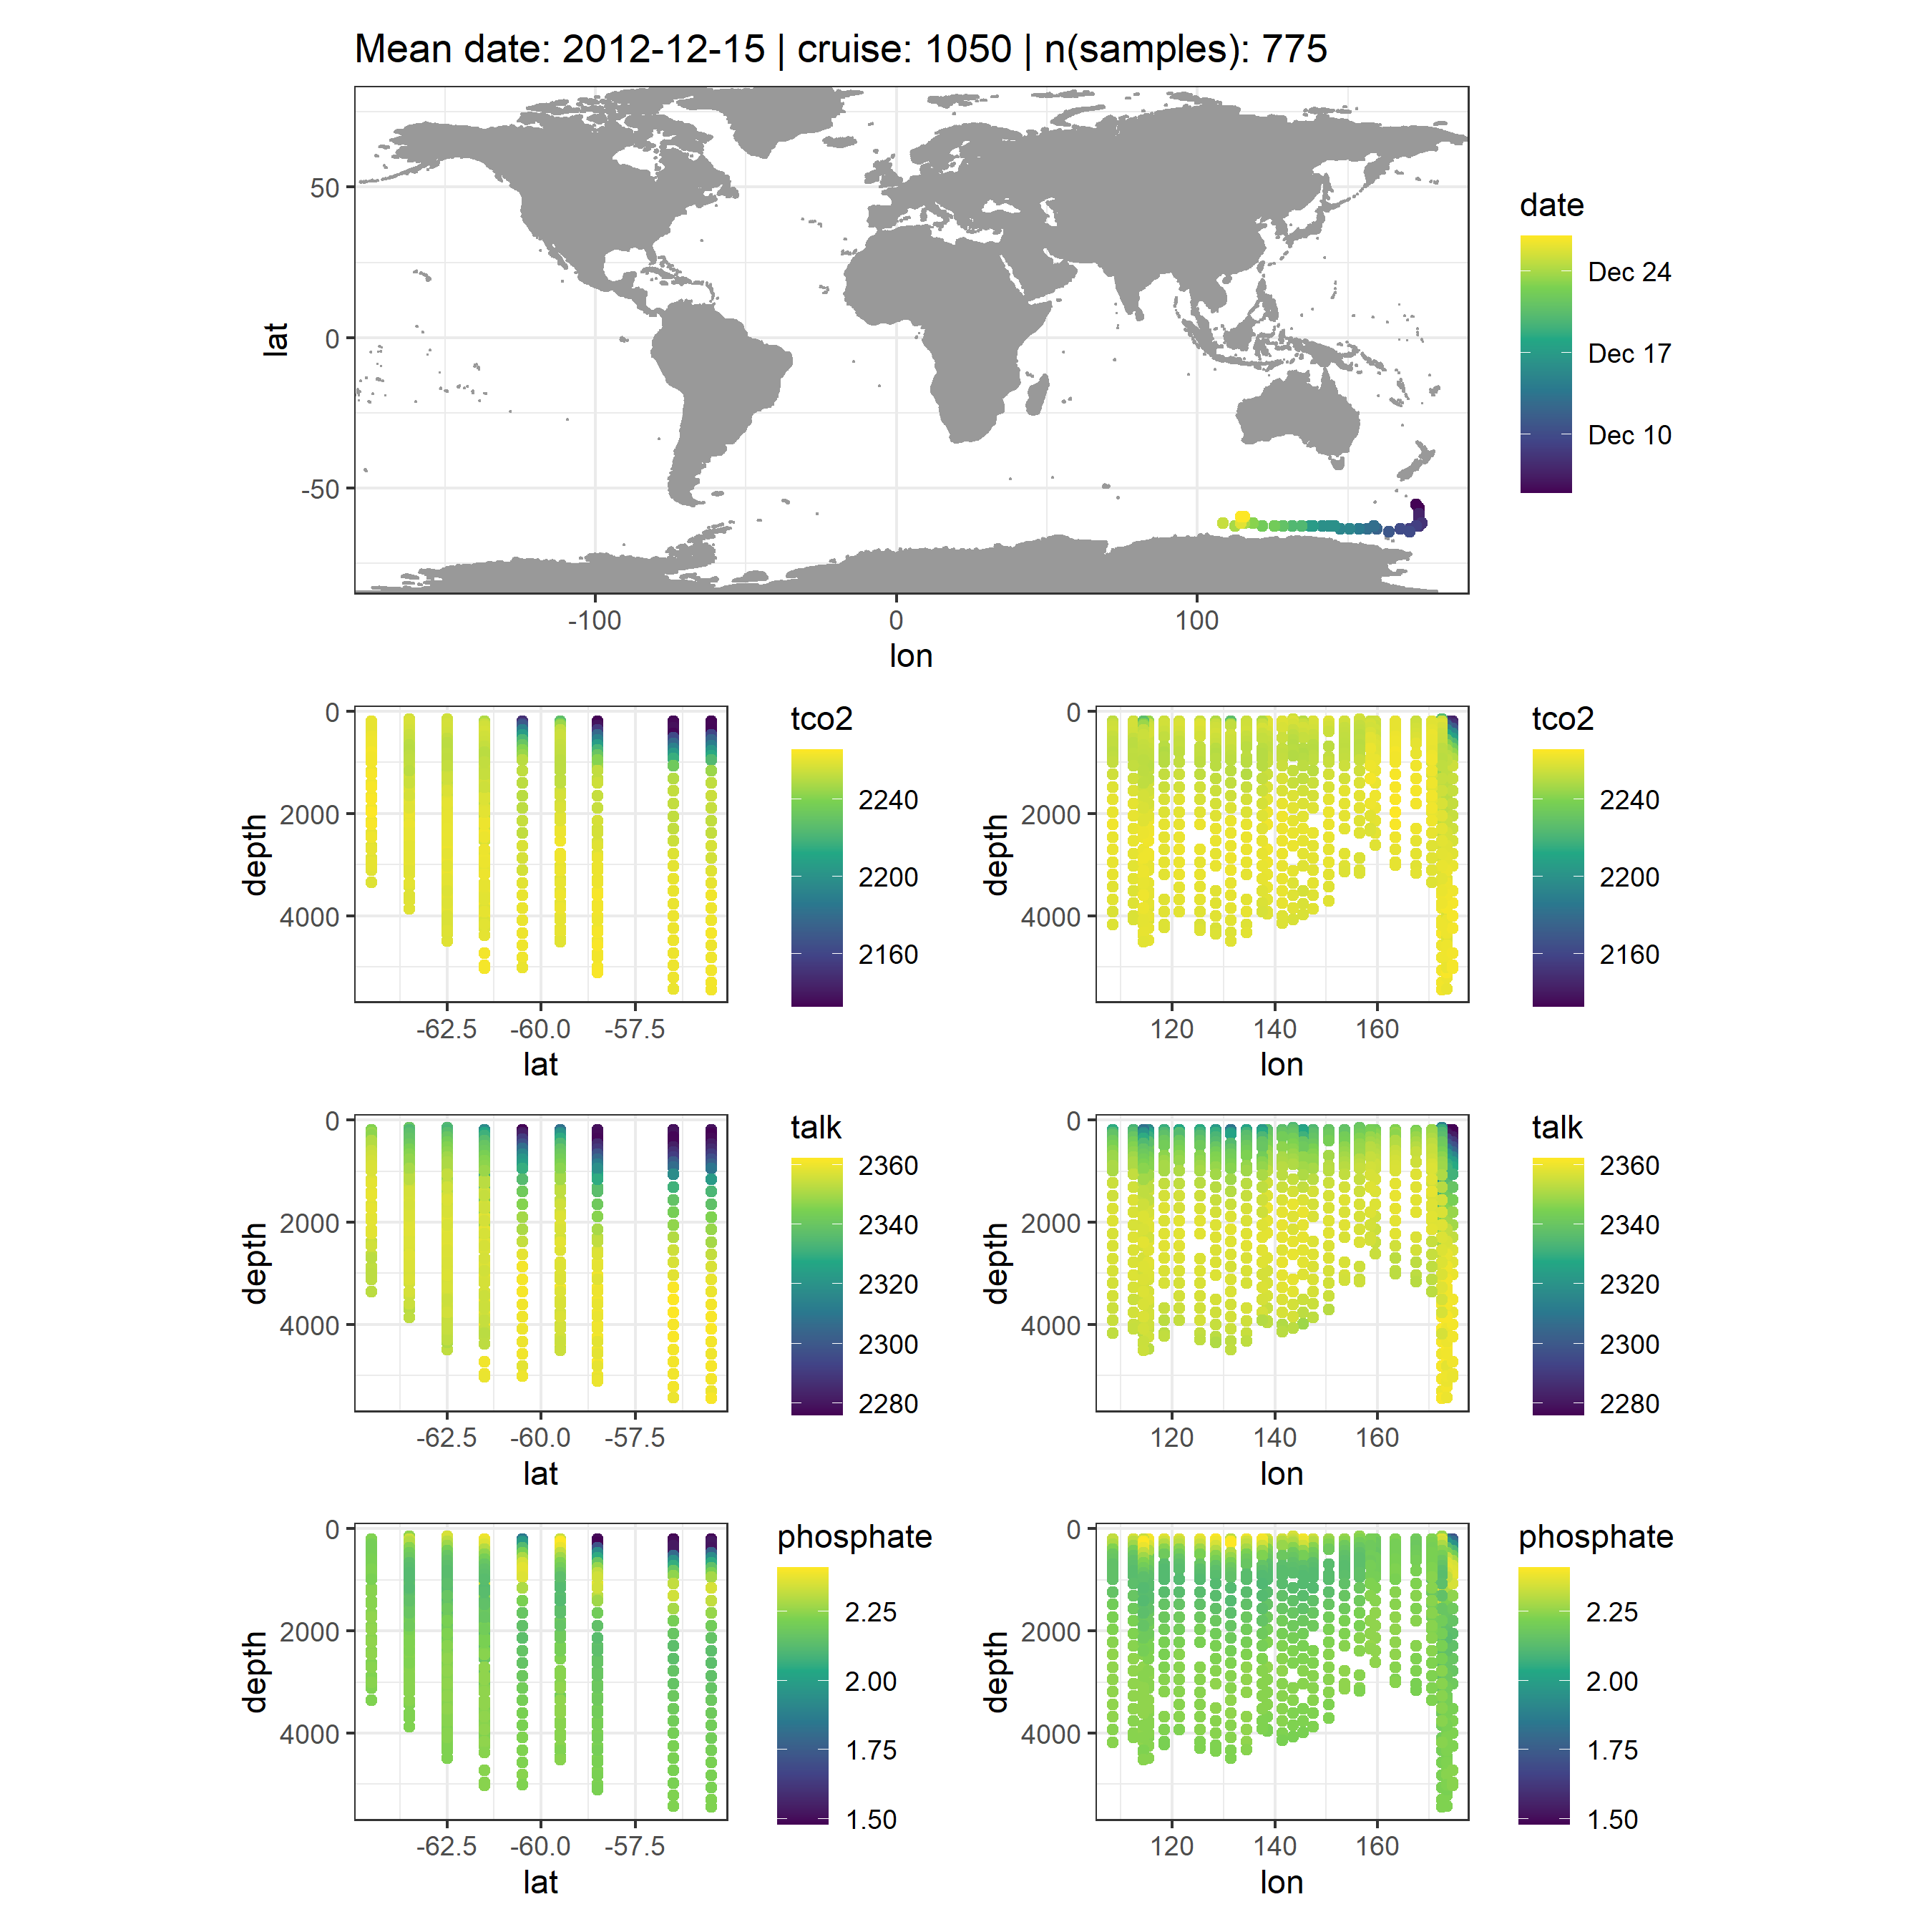 Mean date: 2012-12-15 | cruise: 1050 | n(samples): 775
50
0
-50
lat
-100
0
100
lon
date
Dec 24
Dec 17
Dec 10
0
2000
4000
depth
-62.5
-60.0
-57.5
lat
tco2
2240
2200
2160
0
2000
4000
depth
120
140
160
lon
tco2
2240
2200
2160
0
2000
4000
depth
-62.5
-60.0
-57.5
lat
talk
2360
2340
2320
2300
2280
0
2000
4000
depth
120
140
160
lon
talk
2360
2340
2320
2300
2280
0
2000
4000
depth
-62.5
-60.0
-57.5
lat
phosphate
2.25
2.00
1.75
1.50
0
2000
4000
depth
120
140
160
lon
phosphate
2.25
2.00
1.75
1.50